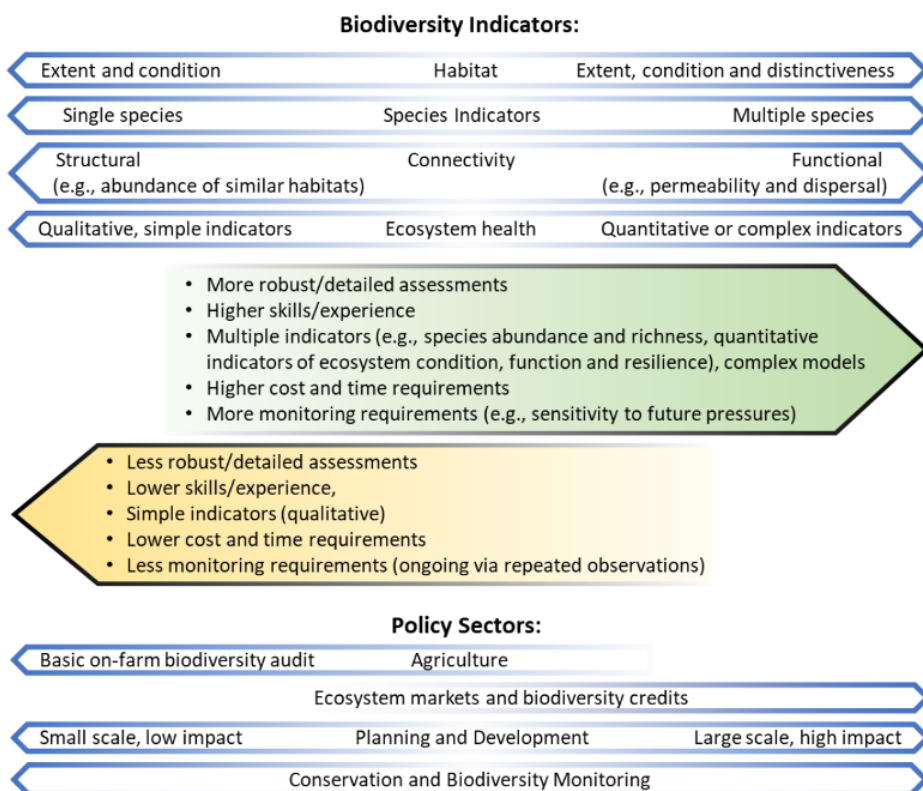 Biodiversity Indicators:
Extent and condition Habitat Extent, condition and distinctiveness
Single species Species Indicators Multiple species
Structural Connectivity Functional
(e.g., abundance of similar habitats) (e.g., permeability and dispersal)
Qualitative, simple indicators Ecosystem health Quantitative or complex indicators
• More robust/detailed assessments
• Higher skills/experience
• Multiple indicators (e.g., species abundance and richness, quantitative
indicators of ecosystem condition, function and resilience), complex models
• Higher cost and time requirements
• More monitoring requirements (e.g., sensitivity to future pressures)
• Less robust/detailed assessments
• Lower skills/experience,
• Simple indicators (qualitative)
• Lower cost and time requirements
• Less monitoring requirements (ongoing via repeated observations)
Policy Sectors:
Basic on-farm biodiversity audit Agriculture
Ecosystem markets and biodiversity credits
Small scale, low impact Planning and Development Large scale, high impact
Conservation and Biodiversity Monitoring